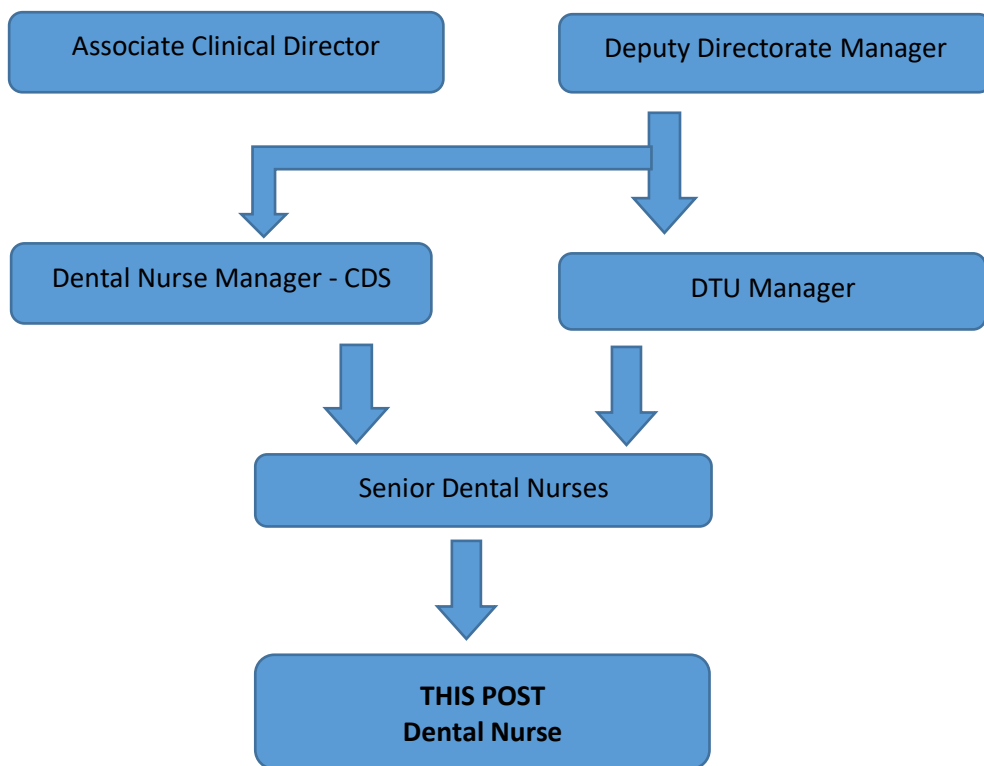 Associate Clinical Director
Deputy Directorate Manager
Dental Nurse Manager - CDS
DTU Manager
Senior Dental Nurses
THIS POST
Dental Nurse